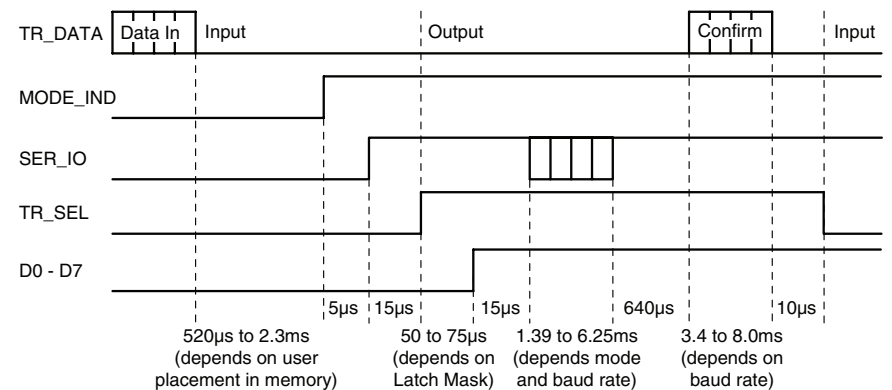 TR_DATA Data In Input Output Confirm Input
MODE_IND
SER_IO
TR_SEL
D0 - D7
5µs 15µs 15µs 640µs 10µs
520µs to 2.3ms 50 to 75µs 1.39 to 6.25ms 3.4 to 8.0ms
(depends on user (depends on (depends mode (depends on
placement in memory) Latch Mask) and baud rate) baud rate)